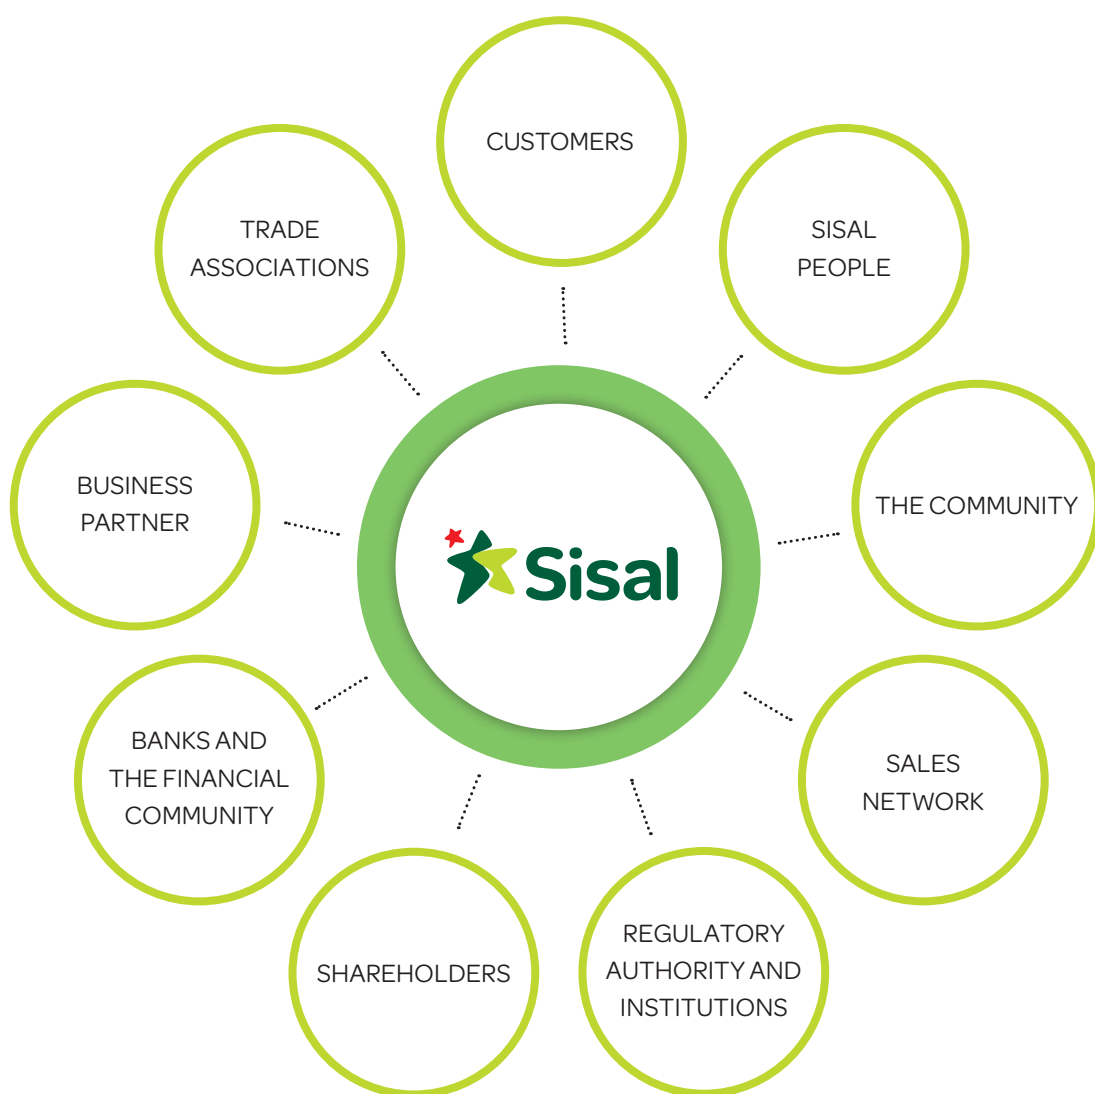 CUSTOMERS
SISAL
PEOPLE
THE COMMUNITY
SALES
NETWORK
REGULATORY
AUTHORITY AND
INSTITUTIONS
SHAREHOLDERS
BANKS AND
THE FINANCIAL
COMMUNITY
BUSINESS
PARTNER
TRADE
ASSOCIATIONS
Sisal